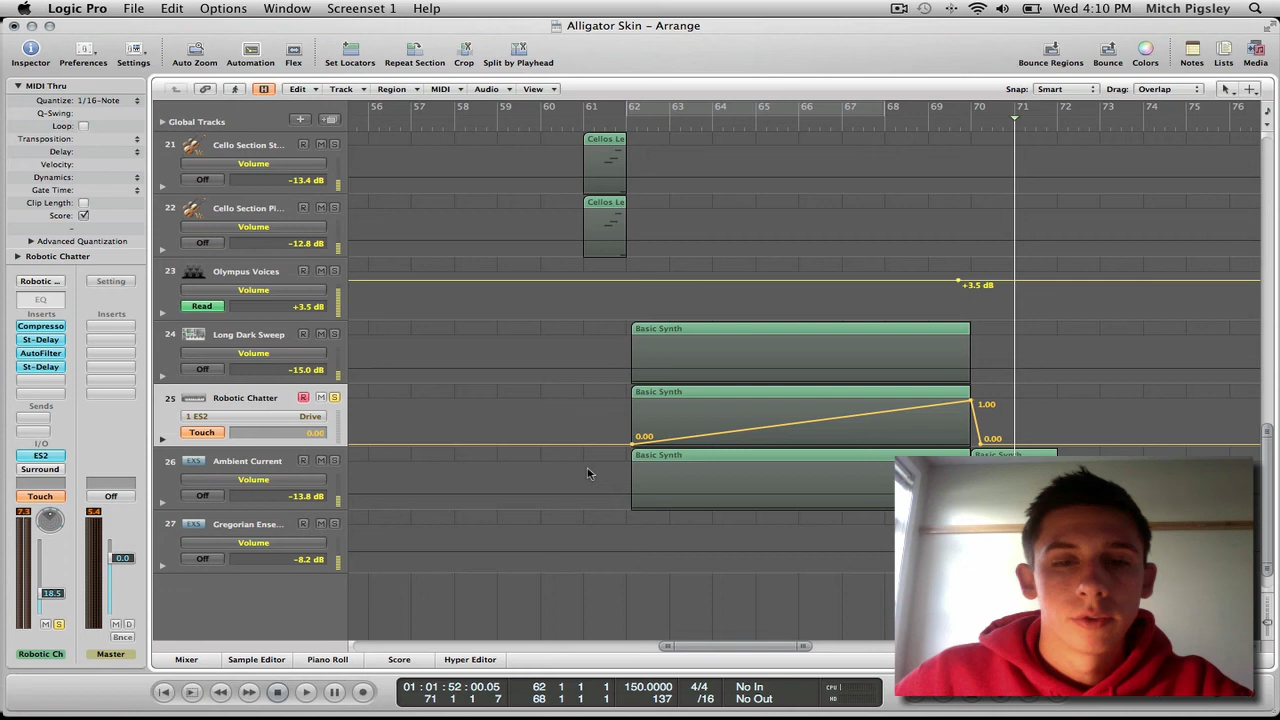 Logic Pro File Edit Region Track Audio Options Window Screenset 1 Help Wed 4:10 PM Mitch Pigsley
Alligator Skin – Arrange
Inspector Preferences Settings Auto Zoom Automation Flex Set Locators Repeat Section Crop Split by Playhead Bounce Regions Bounce Colors Notes Lists Media
MIDI Thru
Edit Track Region MIDI Audio View Snap: Smart Drag: Overlap
Quantize: 1/16-Note
Q-Swing:
Loop:
Transposition:
Delay:
Velocity:
Dynamics:
Gate Time:
Clip Length:
Score:
–
Advanced Quantization
Robotic Chatter
Robotic ... Setting
EQ
Inserts Inserts
Compresso
St-Delay
AutoFilter
St-Delay
Sends
I/O
ES2
Surround
Touch Off
7.3 5.4
0.0
18.5
M S M D
Bnce
Robotic Ch Master
56 57 58 59 60 61 62 63 64 65 66 67 68 69 70 71 72 73 74 75 76
Global Tracks
21 Cello Section St... R M S
Volume
Off -13.4 dB
Cellos Le
22 Cello Section Pi... R M S
Volume
Off -12.8 dB
Cellos Le
23 Olympus Voices R M S
Volume
Read +3.5 dB
+3.5 dB
24 Long Dark Sweep R M S
Volume
Off -15.0 dB
Basic Synth
25 Robotic Chatter R M S
1 ES2 Drive
Touch 0.00
Basic Synth
0.00
1.00
0.00
26 EXS Ambient Current R M S
Volume
Off -13.8 dB
Basic Synth
27 EXS Gregorian Ense... R M S
Volume
Off -8.2 dB
Mixer Sample Editor Piano Roll Score Hyper Editor
01:01:52:00.05 62 1 1 1 150.0000 4/4 No In CPU
71 1 1 7 68 1 1 1 137 /16 No Out HD